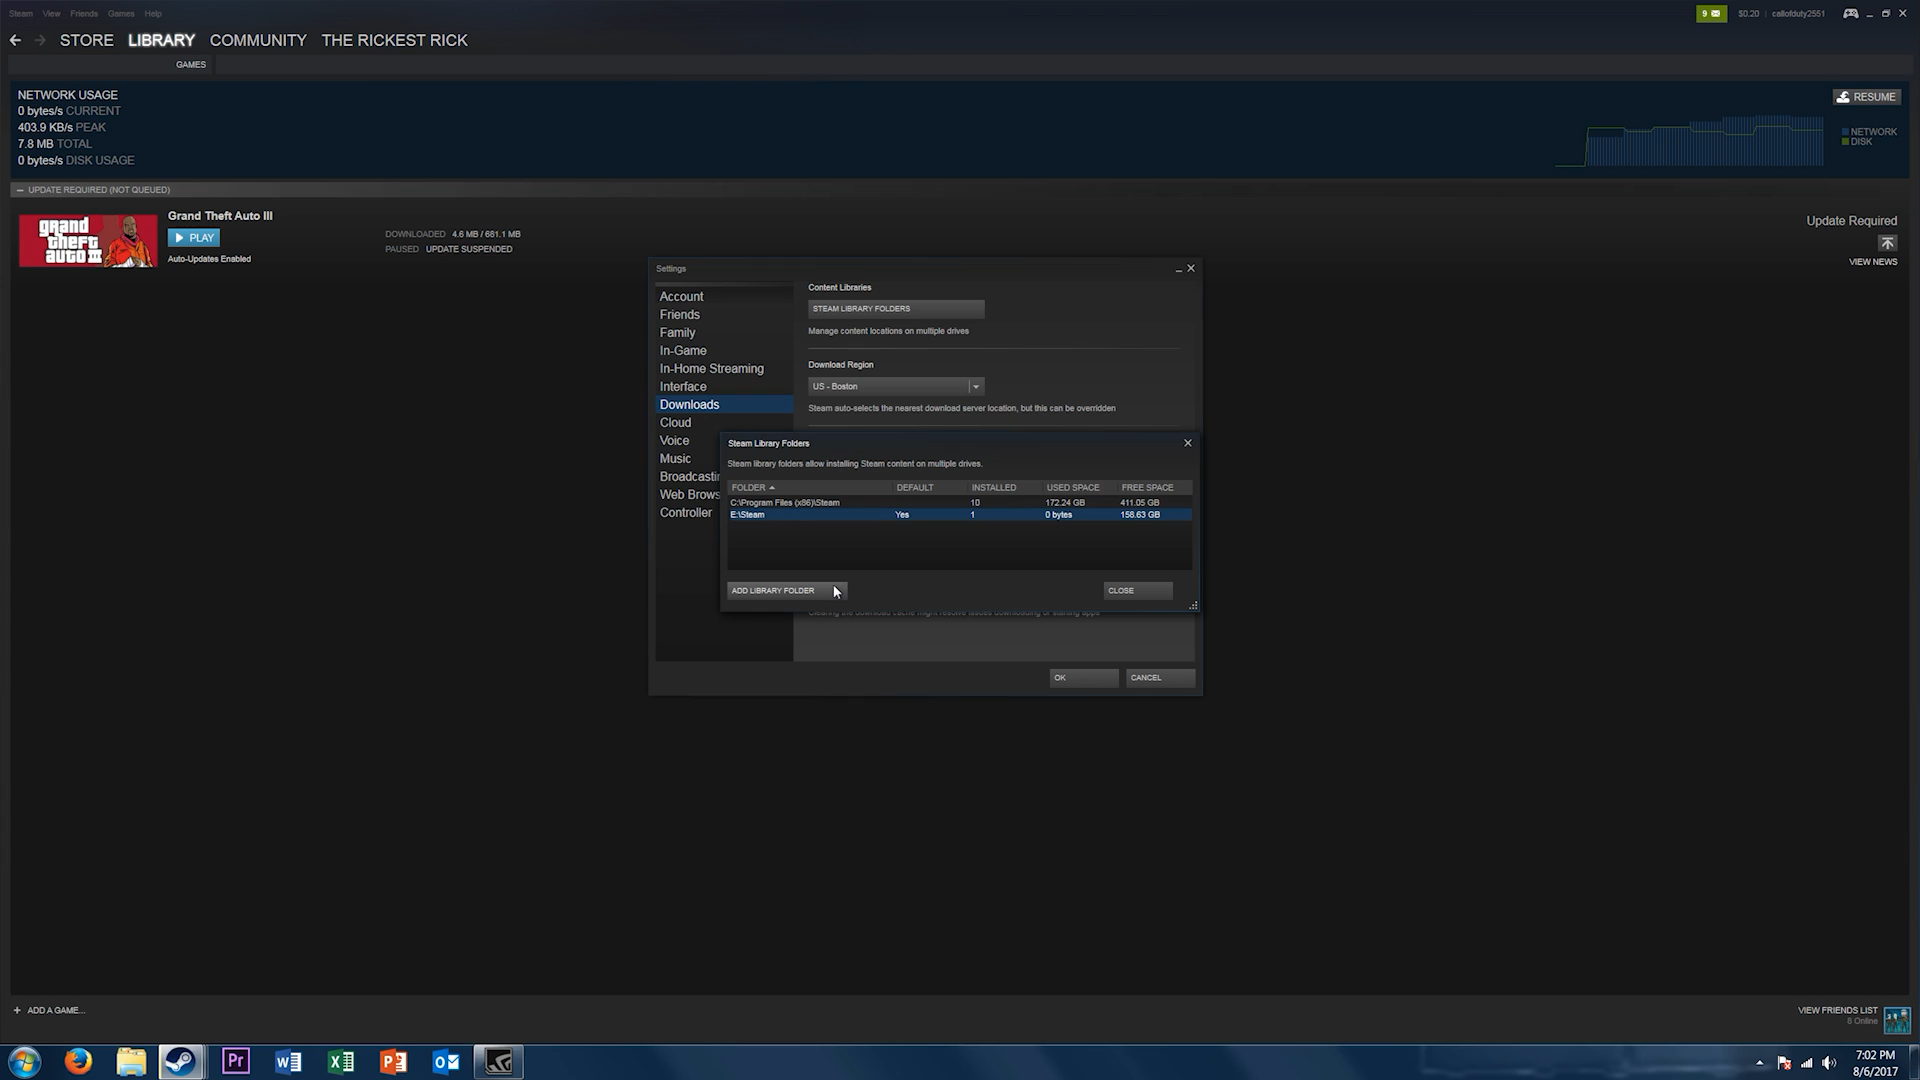 Steam View Friends Games Help
9 $0.20 callofduty2551
STORE LIBRARY COMMUNITY THE RICKEST RICK
GAMES
NETWORK USAGE
0 bytes/s CURRENT
403.9 KB/s PEAK
7.8 MB TOTAL
0 bytes/s DISK USAGE
RESUME
NETWORK
DISK
UPDATE REQUIRED (NOT QUEUED)
grand theft auto III
Grand Theft Auto III
PLAY
Auto-Updates Enabled
DOWNLOADED 4.6 MB / 681.1 MB
PAUSED UPDATE SUSPENDED
Update Required
VIEW NEWS
Settings
Account
Friends
Family
In-Game
In-Home Streaming
Interface
Downloads
Cloud
Voice
Music
Broadcastin
Web Brows
Controller
Content Libraries
STEAM LIBRARY FOLDERS
Manage content locations on multiple drives
Download Region
US - Boston
Steam auto-selects the nearest download server location, but this can be overridden
Steam Library Folders
Steam library folders allow installing Steam content on multiple drives.
FOLDER DEFAULT INSTALLED USED SPACE FREE SPACE
C:\Program Files (x86)\Steam 10 172.24 GB 411.05 GB
E:\Steam Yes 1 0 bytes 158.63 GB
ADD LIBRARY FOLDER CLOSE
Clearing the download cache might resolve issues downloading or starting apps
OK CANCEL
+ ADD A GAME...
VIEW FRIENDS LIST
8 Online
Pr
7:02 PM
8/6/2017